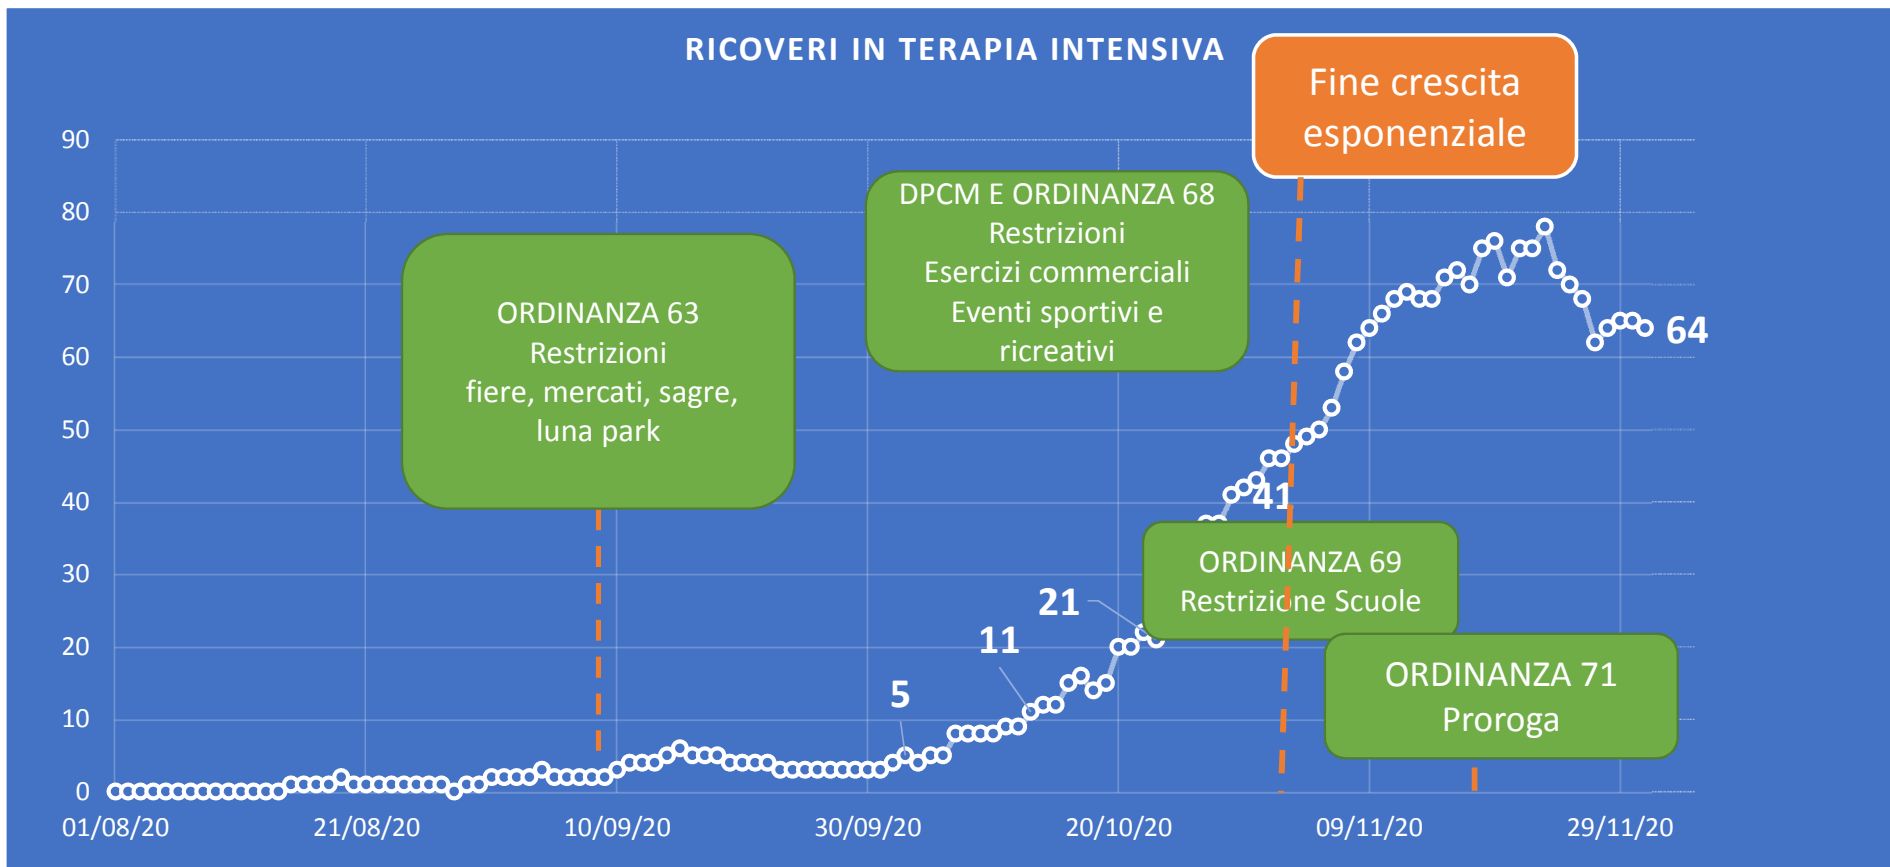 RICOVERI IN TERAPIA INTENSIVA
Fine crescita
esponenziale
DPCM E ORDINANZA 68
Restrizioni
Esercizi commerciali
Eventi sportivi e
ricreativi
ORDINANZA 63
Restrizioni
fiere, mercati, sagre,
luna park
ORDINANZA 69
Restrizione Scuole
ORDINANZA 71
Proroga
90
80
70
60
50
40
30
20
10
0
5
11
21
41
64
01/08/20
21/08/20
10/09/20
30/09/20
20/10/20
09/11/20
29/11/20